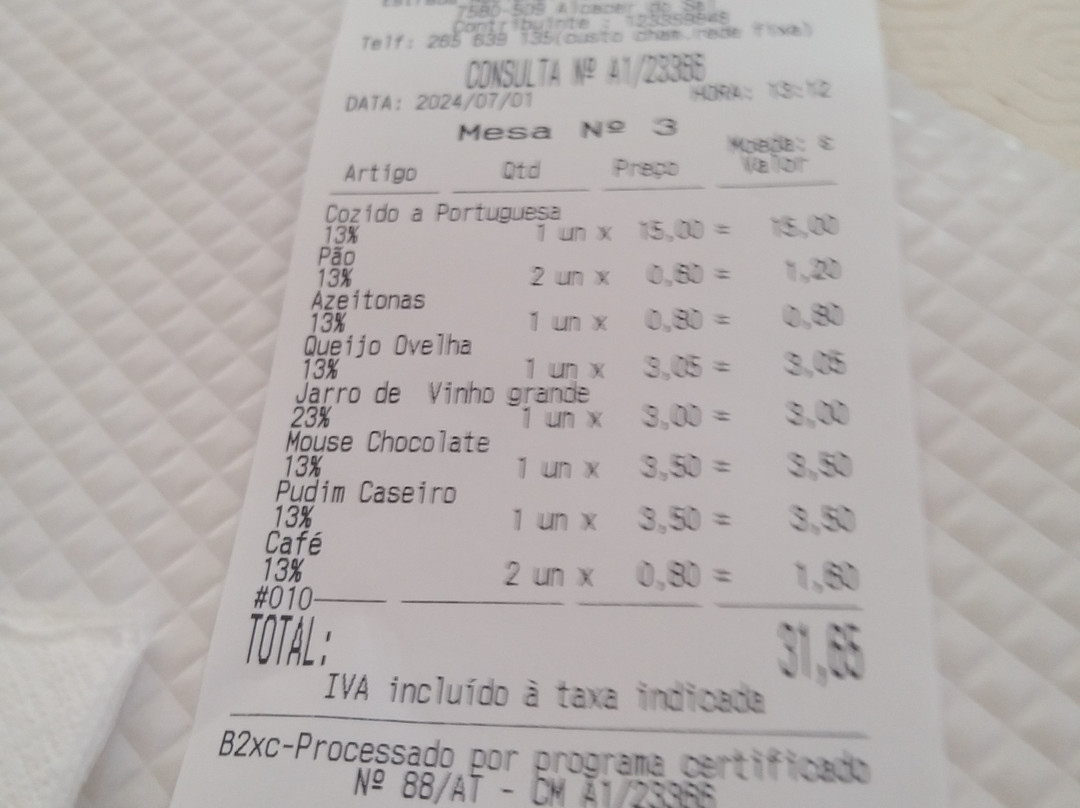 7580-509 Alcacer do Sal
Contribuinte :
Telf: 265 639 135(custo cham.rede fixa)
CONSULTA Nº A1/23366
DATA: 2024/07/01 HORA: 13:12
Mesa Nº 3
Moeda: €
Artigo Qtd Preço Valor
Cozido a Portuguesa
13% 1 un x 15,00 = 15,00
Pão
13% 2 un x 0,60 = 1,20
Azeitonas
13% 1 un x 0,80 = 0,80
Queijo Ovelha
13% 1 un x 3,05 = 3,05
Jarro de Vinho grande
23% 1 un x 3,00 = 3,00
Mouse Chocolate
13% 1 un x 3,50 = 3,50
Pudim Caseiro
13% 1 un x 3,50 = 3,50
Café
13% 2 un x 0,80 = 1,60
#010
TOTAL: 31,65
IVA incluído à taxa indicada
B2xc-Processado por programa certificado
Nº 88/AT - CM A1/23366